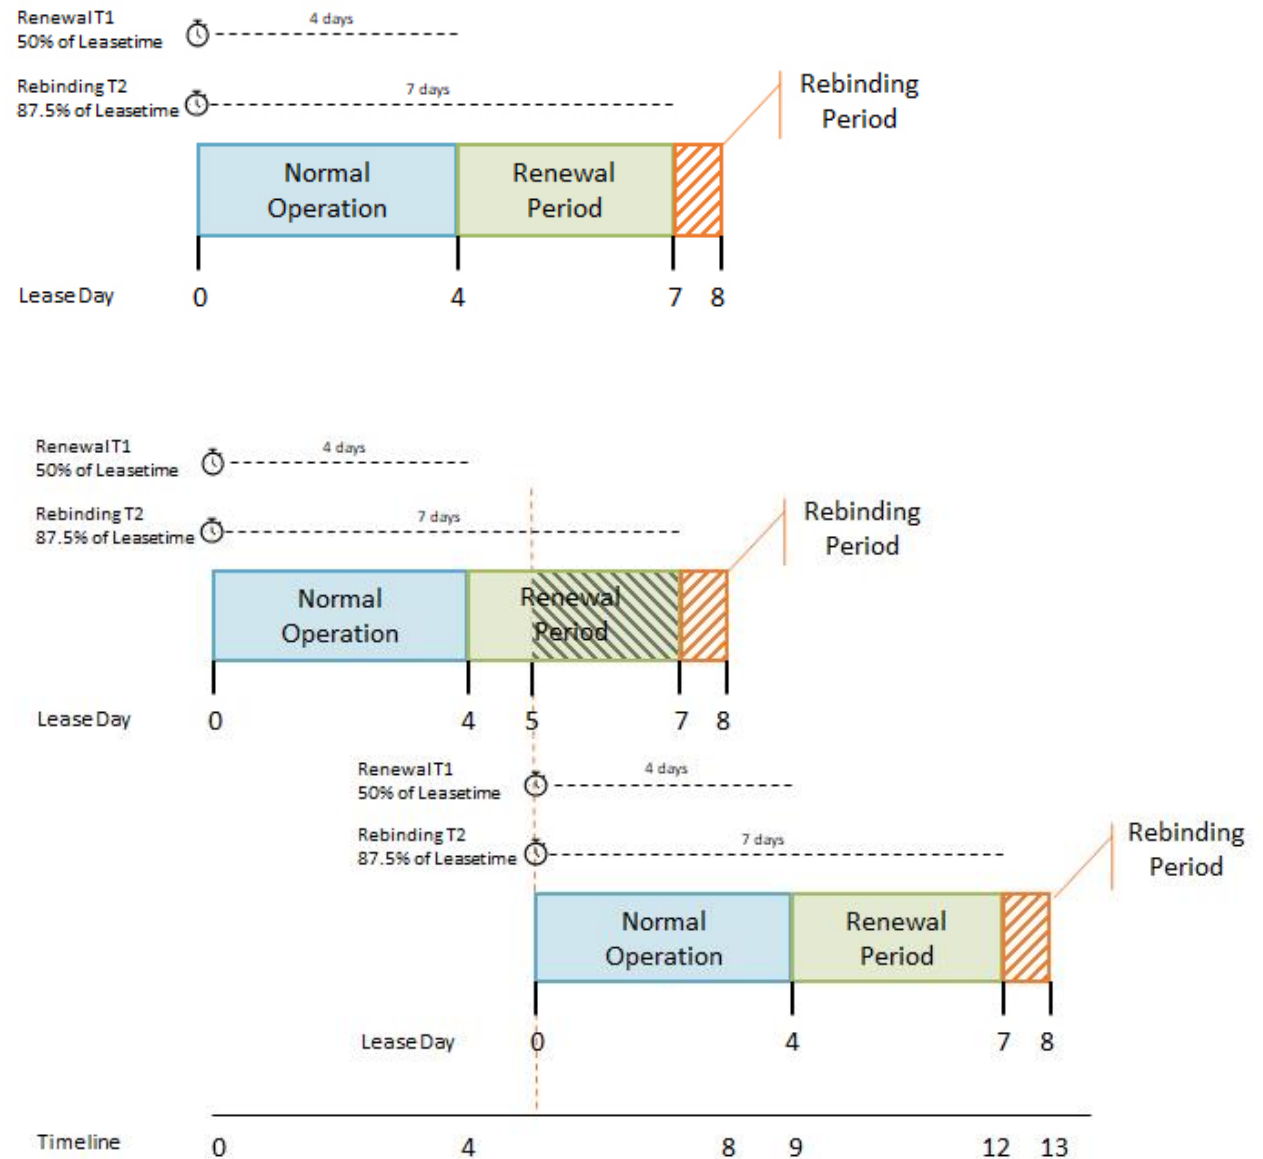 Renewal T1
50% of Leasetime
4 days
Rebinding T2
87.5% of Leasetime
7 days
Rebinding
Period
Normal
Operation
Renewal
Period
Lease Day
0
4
7
8
Renewal T1
50% of Leasetime
4 days
Rebinding T2
87.5% of Leasetime
7 days
Rebinding
Period
Normal
Operation
Renewal
Period
Lease Day
0
4
5
7
8
Renewal T1
50% of Leasetime
4 days
Rebinding T2
87.5% of Leasetime
7 days
Rebinding
Period
Normal
Operation
Renewal
Period
Lease Day
0
4
7
8
Timeline
0
4
8
9
12
13